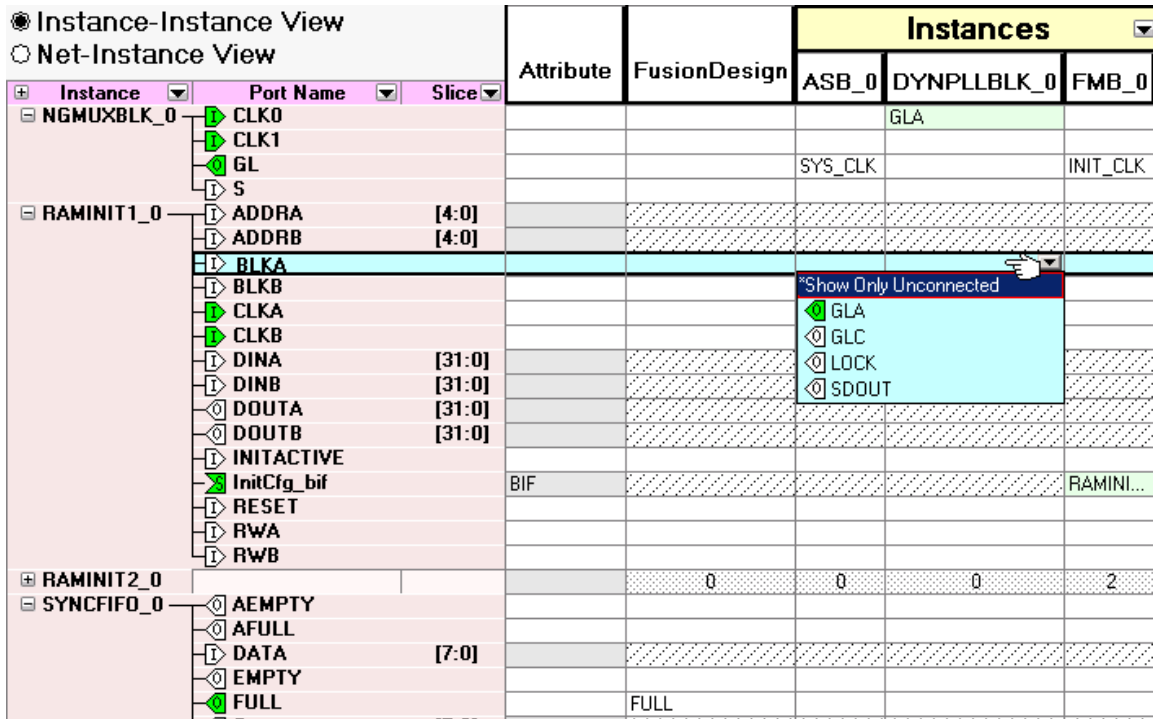 Instance-Instance View
Net-Instance View
Attribute FusionDesign Instances
ASB_0 DYNPLLBLK_0 FMB_0
Instance Port Name Slice
NGMUXBLK_0 I CLK0 GLA
I CLK1
O GL SYS_CLK INIT_CLK
I S
RAMINIT1_0 I ADDRA [4:0]
I ADDRB [4:0]
I BLKA
I BLKB *Show Only Unconnected
I CLKA O GLA
I CLKB O GLC
I DINA [31:0] O LOCK
I DINB [31:0] O SDOUT
O DOUTA [31:0]
O DOUTB [31:0]
I INITACTIVE
S InitCfg_bif BIF RAMINI...
I RESET
I RWA
I RWB
RAMINIT2_0 0 0 0 2
SYNCFIFO_0 O AEMPTY
O AFULL
I DATA [7:0]
O EMPTY
O FULL FULL